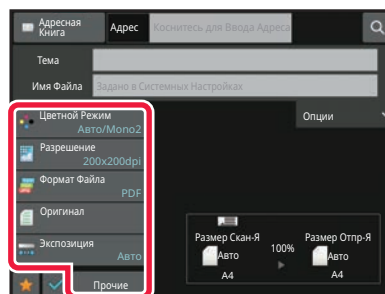 Адресная
Книга
Адрес
Коснитесь для Ввода Адреса
Тема
Имя Файла
Задано в Системных Настройках
Цветной Режим
Авто/Mono2
Опции
Разрешение
200x200dpi
Формат Файла
PDF
Оригинал
Экспозиция
Авто
Прочие
Размер Скан-Я
100%
Размер Отпр-Я
Авто
Авто
A4
A4